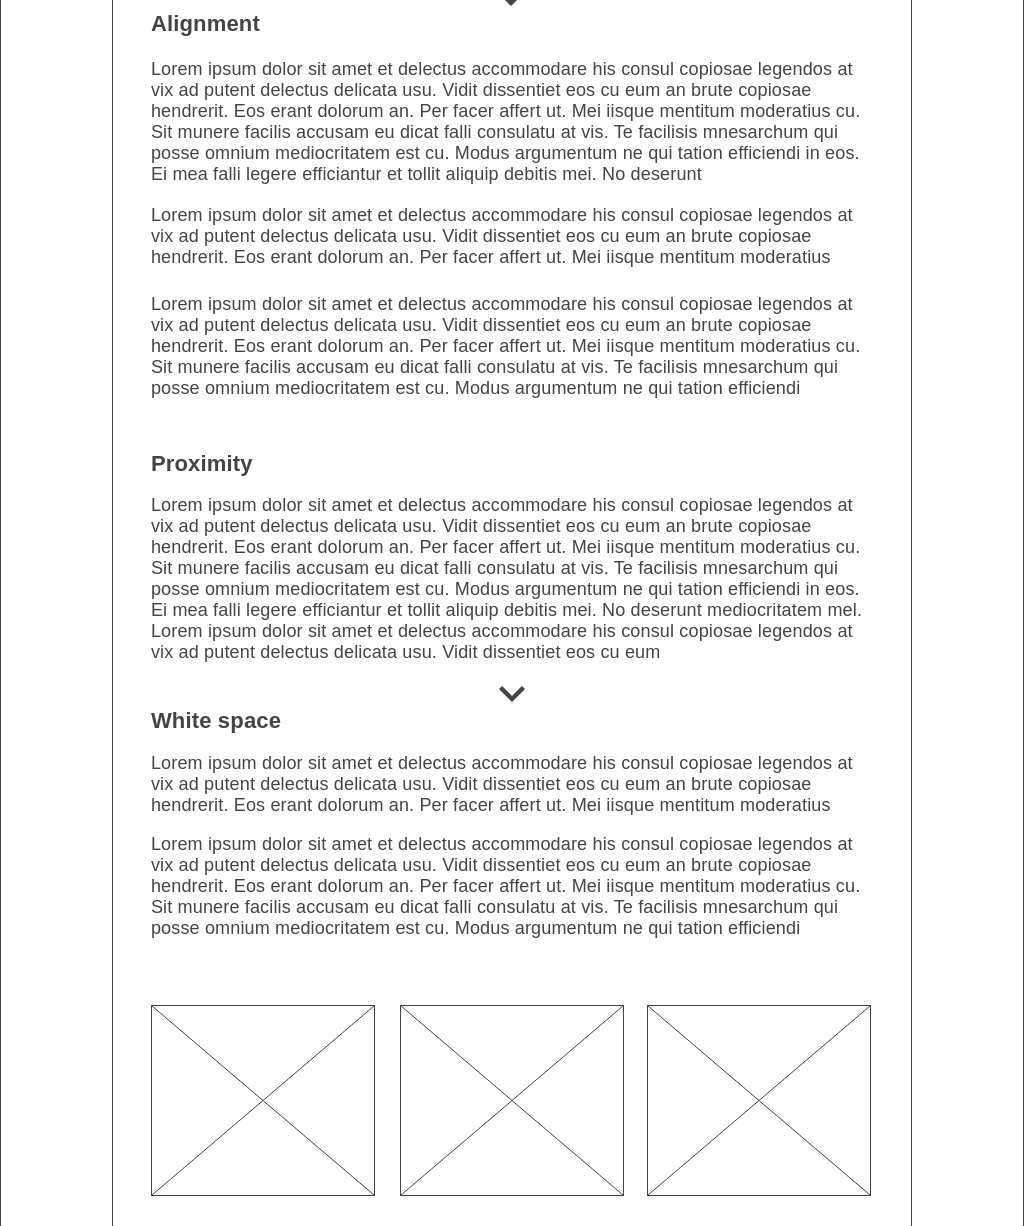 Alignment
Lorem ipsum dolor sit amet et delectus accommodare his consul copiosae legendos at
vix ad putent delectus delicata usu. Vidit dissentiet eos cu eum an brute copiosae
hendrerit. Eos erant dolorum an. Per facer affert ut. Mei iisque mentitum moderatius cu.
Sit munere facilis accusam eu dicat falli consulatu at vis. Te facilisis mnesarchum qui
posse omnium mediocritatem est cu. Modus argumentum ne qui tation efficiendi in eos.
Ei mea falli legere efficiantur et tollit aliquip debitis mei. No deserunt
Lorem ipsum dolor sit amet et delectus accommodare his consul copiosae legendos at
vix ad putent delectus delicata usu. Vidit dissentiet eos cu eum an brute copiosae
hendrerit. Eos erant dolorum an. Per facer affert ut. Mei iisque mentitum moderatius
Lorem ipsum dolor sit amet et delectus accommodare his consul copiosae legendos at
vix ad putent delectus delicata usu. Vidit dissentiet eos cu eum an brute copiosae
hendrerit. Eos erant dolorum an. Per facer affert ut. Mei iisque mentitum moderatius cu.
Sit munere facilis accusam eu dicat falli consulatu at vis. Te facilisis mnesarchum qui
posse omnium mediocritatem est cu. Modus argumentum ne qui tation efficiendi
Proximity
Lorem ipsum dolor sit amet et delectus accommodare his consul copiosae legendos at
vix ad putent delectus delicata usu. Vidit dissentiet eos cu eum an brute copiosae
hendrerit. Eos erant dolorum an. Per facer affert ut. Mei iisque mentitum moderatius cu.
Sit munere facilis accusam eu dicat falli consulatu at vis. Te facilisis mnesarchum qui
posse omnium mediocritatem est cu. Modus argumentum ne qui tation efficiendi in eos.
Ei mea falli legere efficiantur et tollit aliquip debitis mei. No deserunt mediocritatem mel.
Lorem ipsum dolor sit amet et delectus accommodare his consul copiosae legendos at
vix ad putent delectus delicata usu. Vidit dissentiet eos cu eum
White space
Lorem ipsum dolor sit amet et delectus accommodare his consul copiosae legendos at
vix ad putent delectus delicata usu. Vidit dissentiet eos cu eum an brute copiosae
hendrerit. Eos erant dolorum an. Per facer affert ut. Mei iisque mentitum moderatius
Lorem ipsum dolor sit amet et delectus accommodare his consul copiosae legendos at
vix ad putent delectus delicata usu. Vidit dissentiet eos cu eum an brute copiosae
hendrerit. Eos erant dolorum an. Per facer affert ut. Mei iisque mentitum moderatius cu.
Sit munere facilis accusam eu dicat falli consulatu at vis. Te facilisis mnesarchum qui
posse omnium mediocritatem est cu. Modus argumentum ne qui tation efficiendi